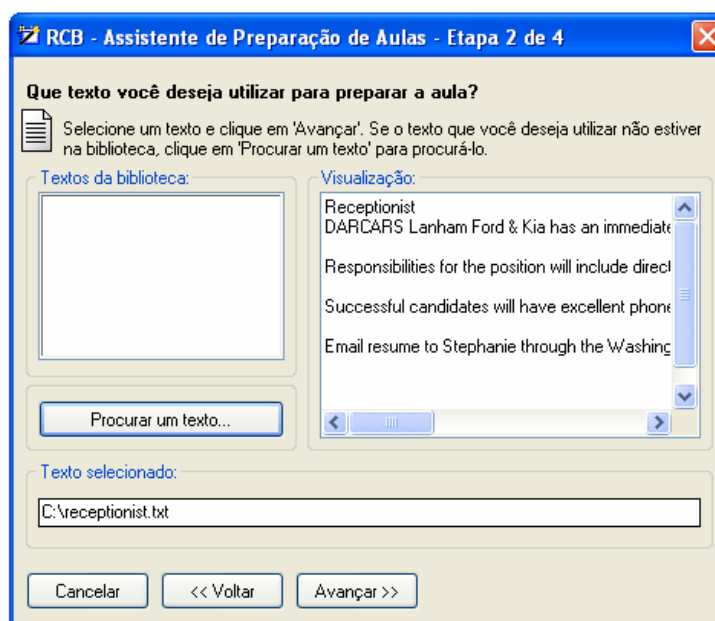 RCB - Assistente de Preparação de Aulas - Etapa 2 de 4
Que texto você deseja utilizar para preparar a aula?
Selecione um texto e clique em 'Avançar'. Se o texto que você deseja utilizar não estiver
na biblioteca, clique em 'Procurar um texto' para procurá-lo.
Textos da biblioteca:
Visualização:
Receptionist
DARCARS Lanham Ford & Kia has an immediate
Responsibilities for the position will include direct
Successful candidates will have excellent phone
Email resume to Stephanie through the Washing
Procurar um texto...
Texto selecionado:
C:\receptionist.txt
Cancelar
<< Voltar
Avançar >>